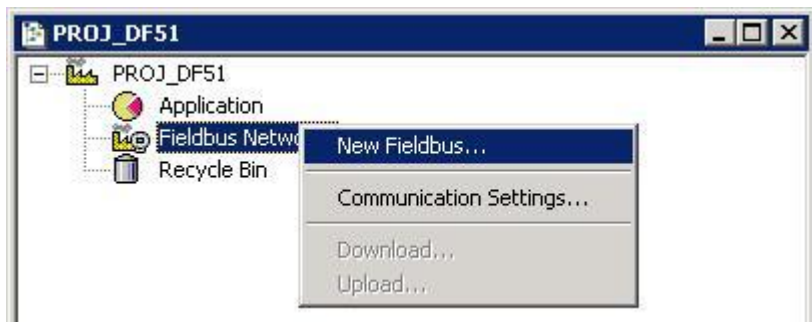 PROJ_DF51
PROJ_DF51
Application
Fieldbus Netwo
Recycle Bin
New Fieldbus...
Communication Settings...
Download...
Upload...